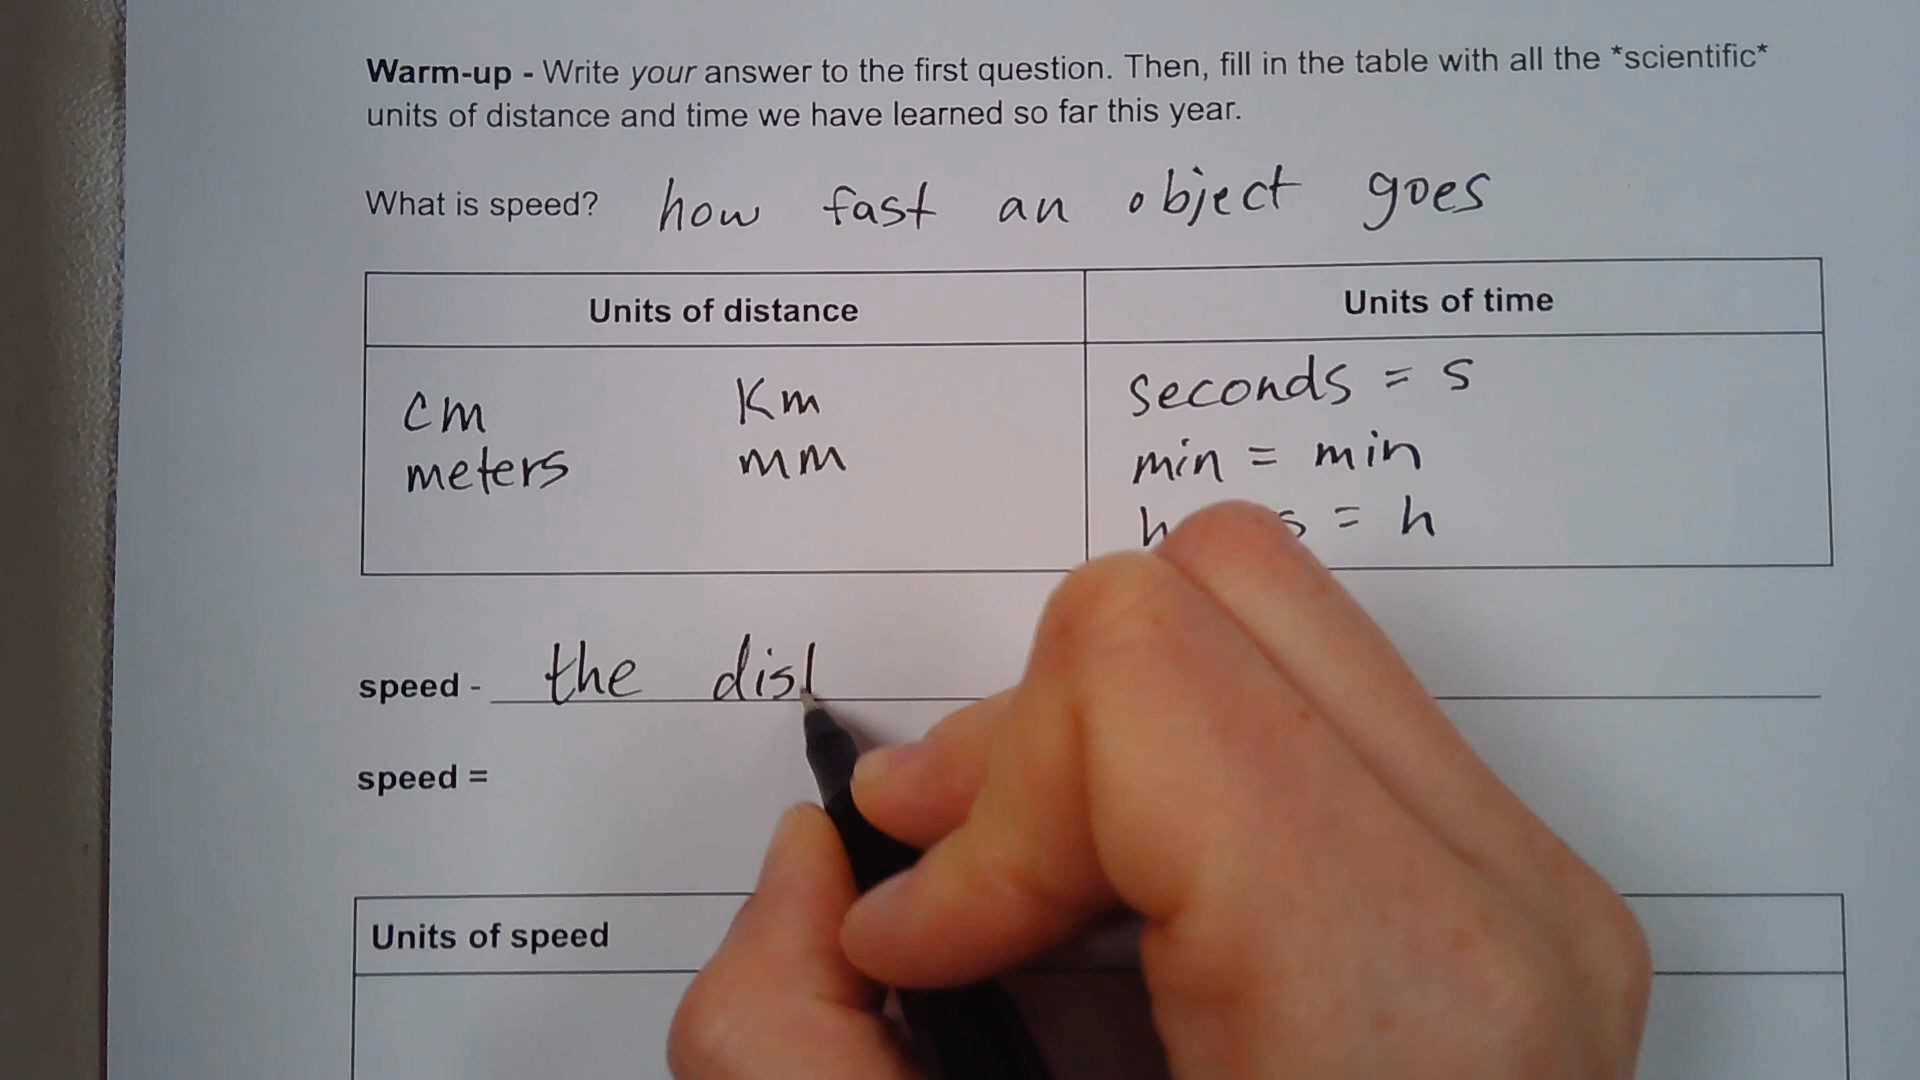 Warm-up - Write your answer to the first question. Then, fill in the table with all the *scientific*
units of distance and time we have learned so far this year.
What is speed? how fast an object goes
Units of distance Units of time
cm Km seconds = s
meters mm min = min
= h
speed - the dist
speed =
Units of speed